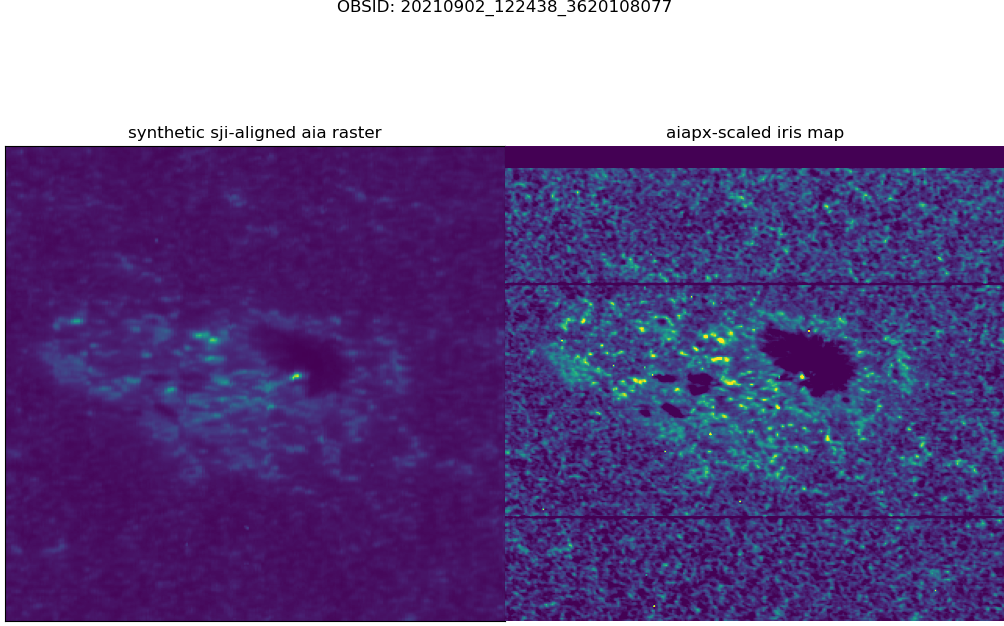 OBSID: 20210902_122438_3620108077
synthetic sji-aligned aia raster
aiapx-scaled iris map